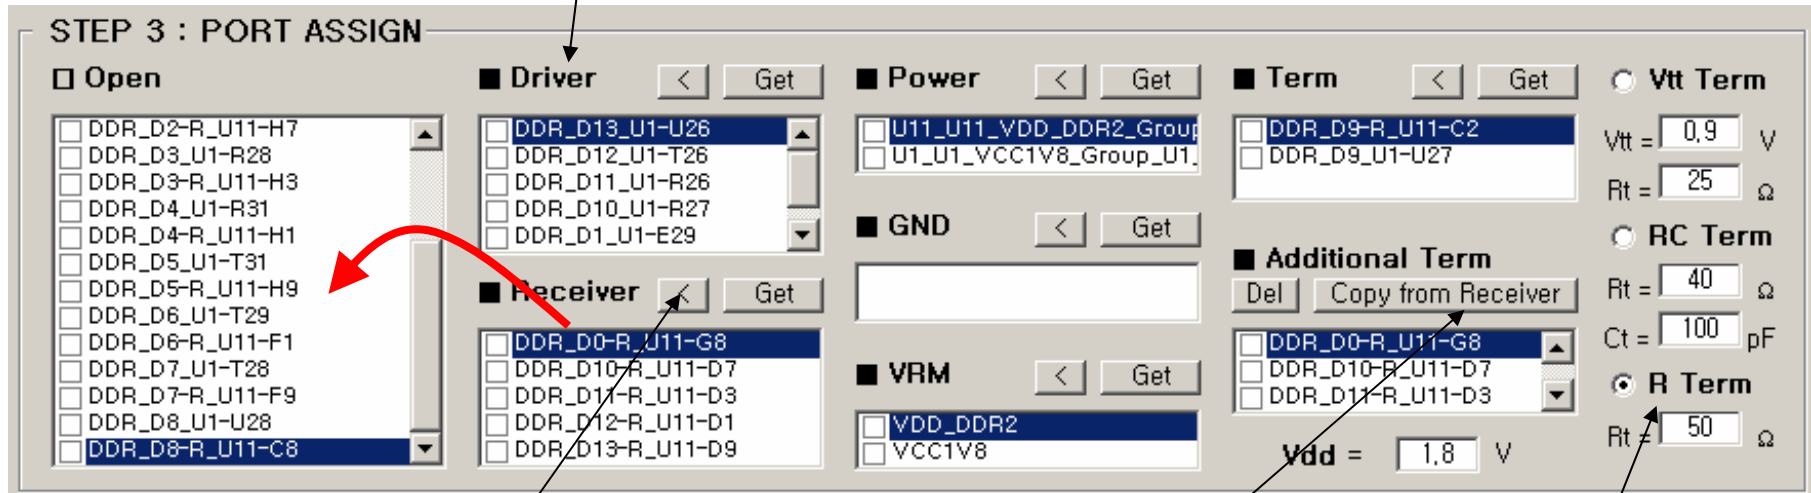 STEP 3 : PORT ASSIGN
Open
DDR_D2-R_U11-H7
DDR_D3_U1-R28
DDR_D3-R_U11-H3
DDR_D4_U1-R31
DDR_D4-R_U11-H1
DDR_D5_U1-T31
DDR_D5-R_U11-H9
DDR_D6_U1-T29
DDR_D6-R_U11-F1
DDR_D7_U1-T28
DDR_D7-R_U11-F9
DDR_D8_U1-U28
DDR_D8-R_U11-C8
Driver < Get
DDR_D13_U1-U26
DDR_D12_U1-T26
DDR_D11_U1-R26
DDR_D10_U1-R27
DDR_D1_U1-E29
Receiver < Get
DDR_D0-R_U11-G8
DDR_D10-R_U11-D7
DDR_D11-R_U11-D3
DDR_D12-R_U11-D1
DDR_D13-R_U11-D9
Power < Get
U11_U11_VDD_DDR2_Group
U1_U1_VCC1V8_Group_U1_
GND < Get
VRM < Get
VDD_DDR2
VCC1V8
Term < Get
DDR_D9-R_U11-C2
DDR_D9_U1-U27
Additional Term
Del Copy from Receiver
DDR_D0-R_U11-G8
DDR_D10-R_U11-D7
DDR_D11-R_U11-D3
Vdd = 1,8 V
Vtt Term
Vtt = 0,9 V
Rt = 25 Ω
RC Term
Rt = 40 Ω
Ct = 100 pF
R Term
Rt = 50 Ω